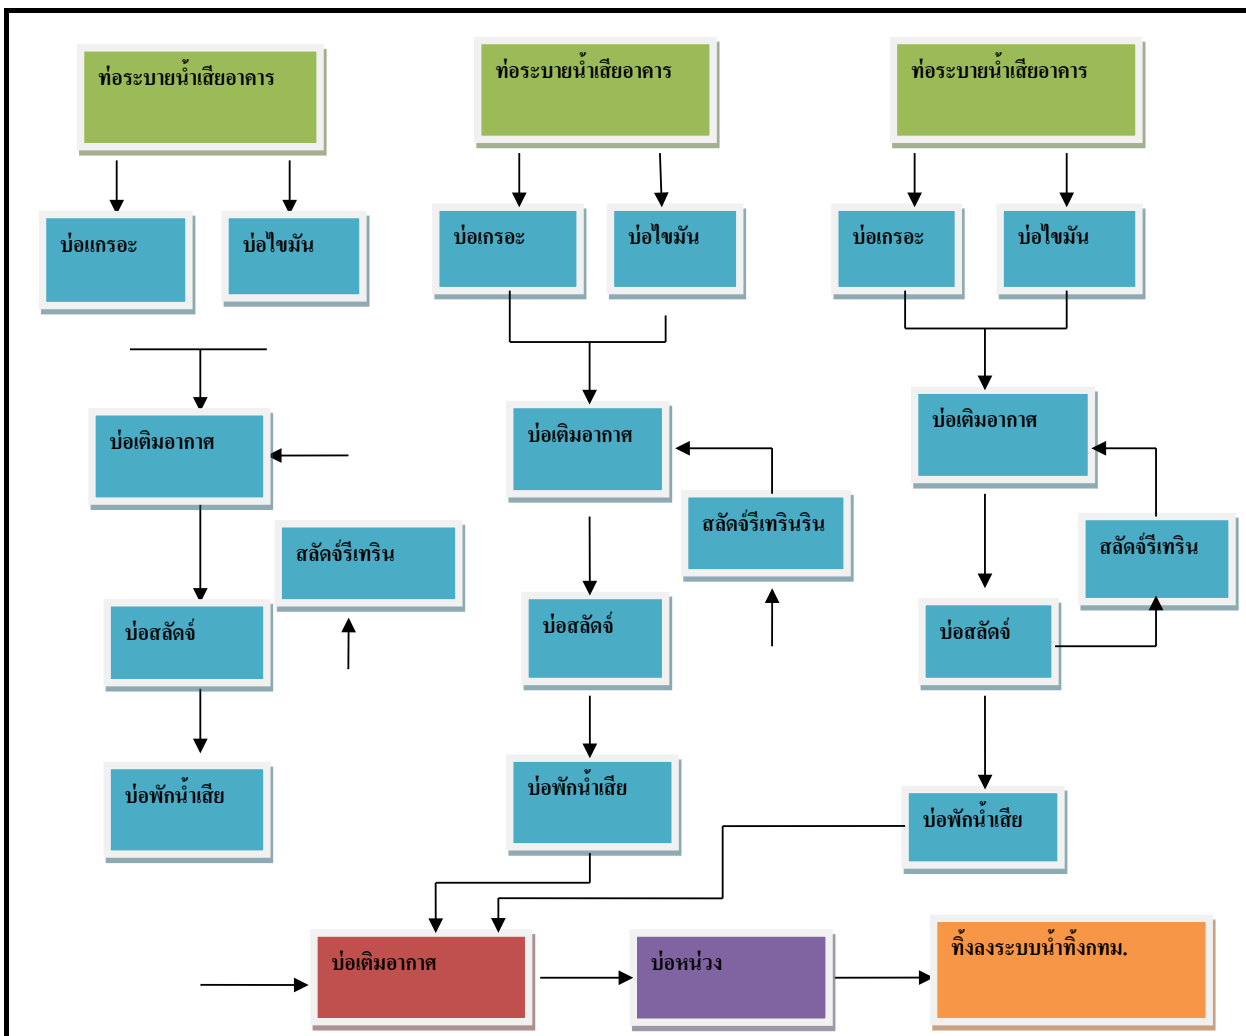 ท่อระบายน้ำเสียอาคาร
ท่อระบายน้ำเสียอาคาร
ท่อระบายน้ำเสียอาคาร
บ่อแกรอะ
บ่อไขมัน
บ่อเกรอะ
บ่อไขมัน
บ่อเกรอะ
บ่อไขมัน
บ่อเติมอากาศ
บ่อเติมอากาศ
บ่อเติมอากาศ
สลัดจ์รีเทริน
สลัดจ์รีเทรินริน
สลัดจ์รีเทริน
บ่อสลัดจ์
บ่อสลัดจ์
บ่อสลัดจ์
บ่อพักน้ำเสีย
บ่อพักน้ำเสีย
บ่อพักน้ำเสีย
บ่อเติมอากาศ
บ่อหน่วง
ทิ้งลงระบบน้ำทิ้งกทม.